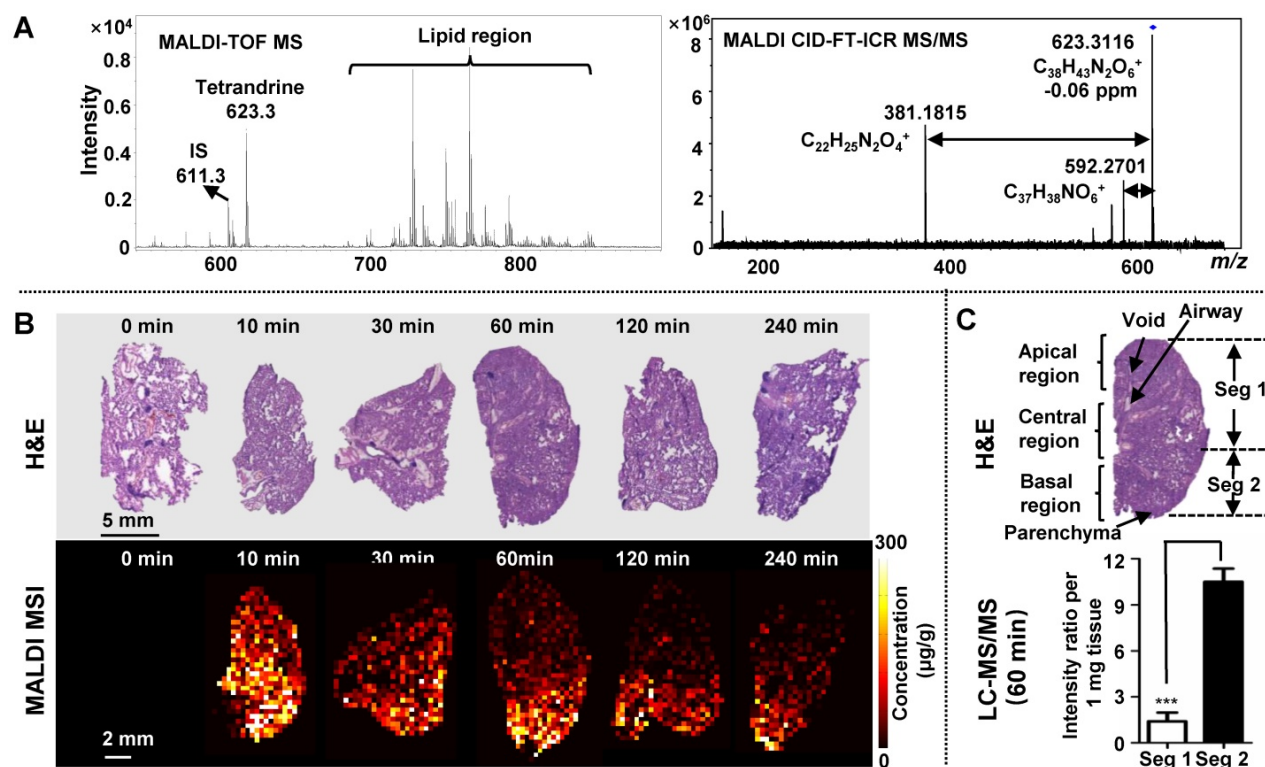 A
×10⁴
MALDI-TOF MS
Lipid region
0.8
0.6
0.4
0.2
0
Intensity
Tetrandrine
623.3
IS
611.3
600
700
800
×10⁶
8
6
4
2
0
MALDI CID-FT-ICR MS/MS
623.3116
C₃₈H₄₃N₂O₆⁺
-0.06 ppm
381.1815
C₂₂H₂₅N₂O₄⁺
592.2701
C₃₇H₃₈NO₆⁺
200
400
600
m/z
B
H&E
0 min
10 min
30 min
60 min
120 min
240 min
5 mm
MALDI MSI
0 min
10 min
30 min
60min
120 min
240 min
2 mm
300
Concentration
(μg/g)
0
C
H&E
Void
Airway
Apical
region
Central
region
Basal
region
Seg 1
Seg 2
Parenchyma
LC-MS/MS
(60 min)
Intensity ratio per
1 mg tissue
12
9
6
3
0
***
Seg 1
Seg 2